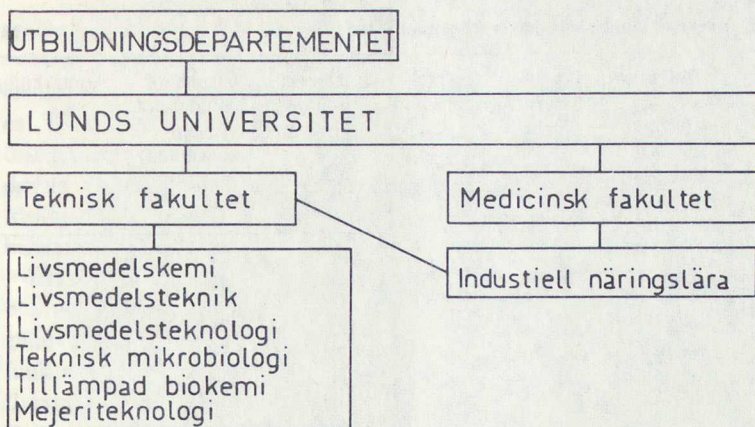 UTBILDNINGSDEPARTEMENTET
LUNDS UNIVERSITET
Teknisk fakultet
Medicinsk fakultet
Livsmedelskemi
Livsmedelsteknik
Livsmedelsteknologi
Teknisk mikrobiologi
Tillämpad biokemi
Mejeriteknologi
Industiell näringslära